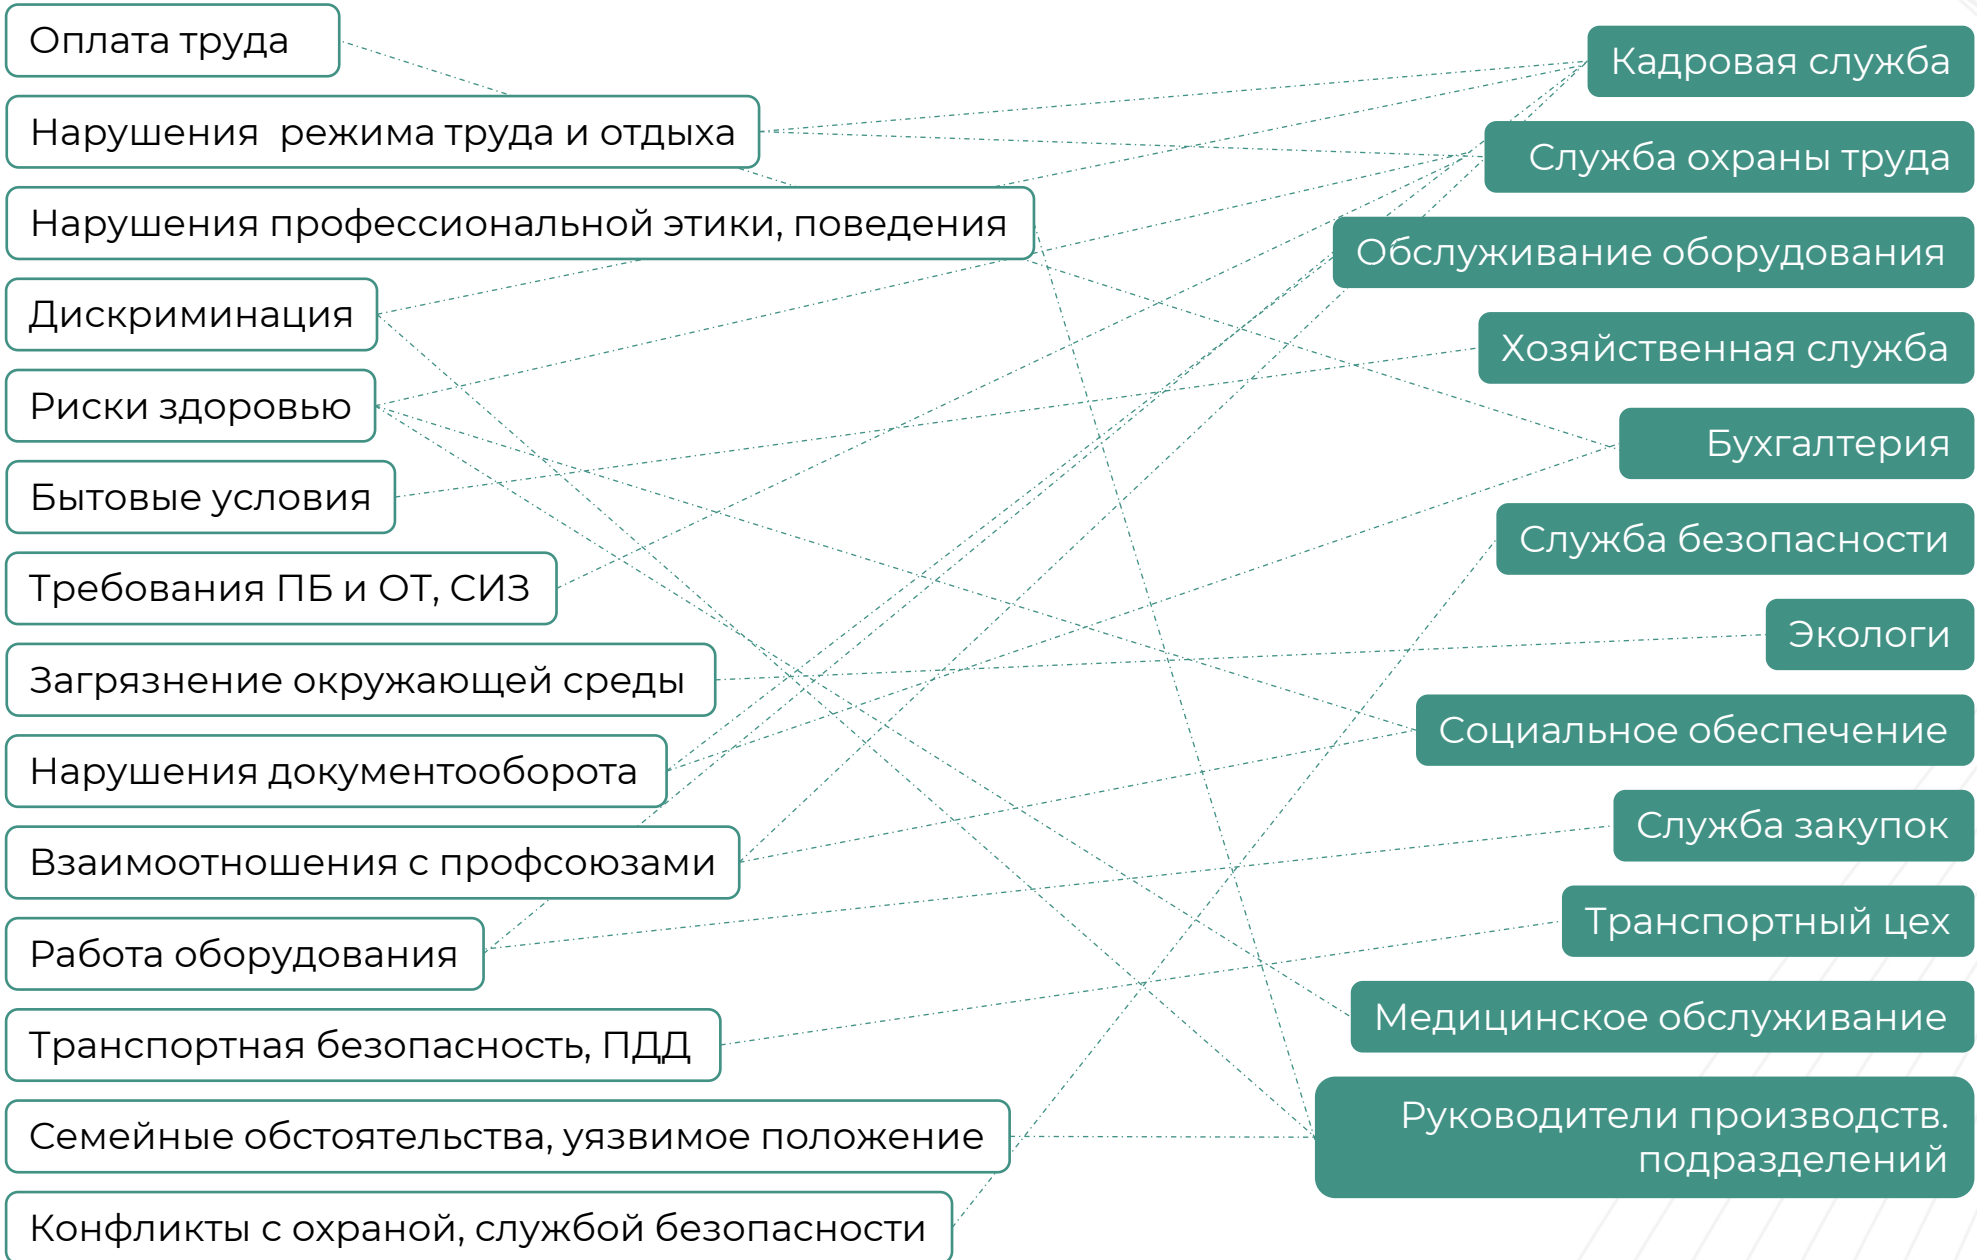 Оплата труда
Нарушения режима труда и отдыха
Нарушения профессиональной этики, поведения
Дискриминация
Риски здоровью
Бытовые условия
Требования ПБ и ОТ, СИЗ
Загрязнение окружающей среды
Нарушения документооборота
Взаимоотношения с профсоюзами
Работа оборудования
Транспортная безопасность, ПДД
Семейные обстоятельства, уязвимое положение
Конфликты с охраной, службой безопасности
Кадровая служба
Служба охраны труда
Обслуживание оборудования
Хозяйственная служба
Бухгалтерия
Служба безопасности
Экологи
Социальное обеспечение
Служба закупок
Транспортный цех
Медицинское обслуживание
Руководители производств.
подразделений